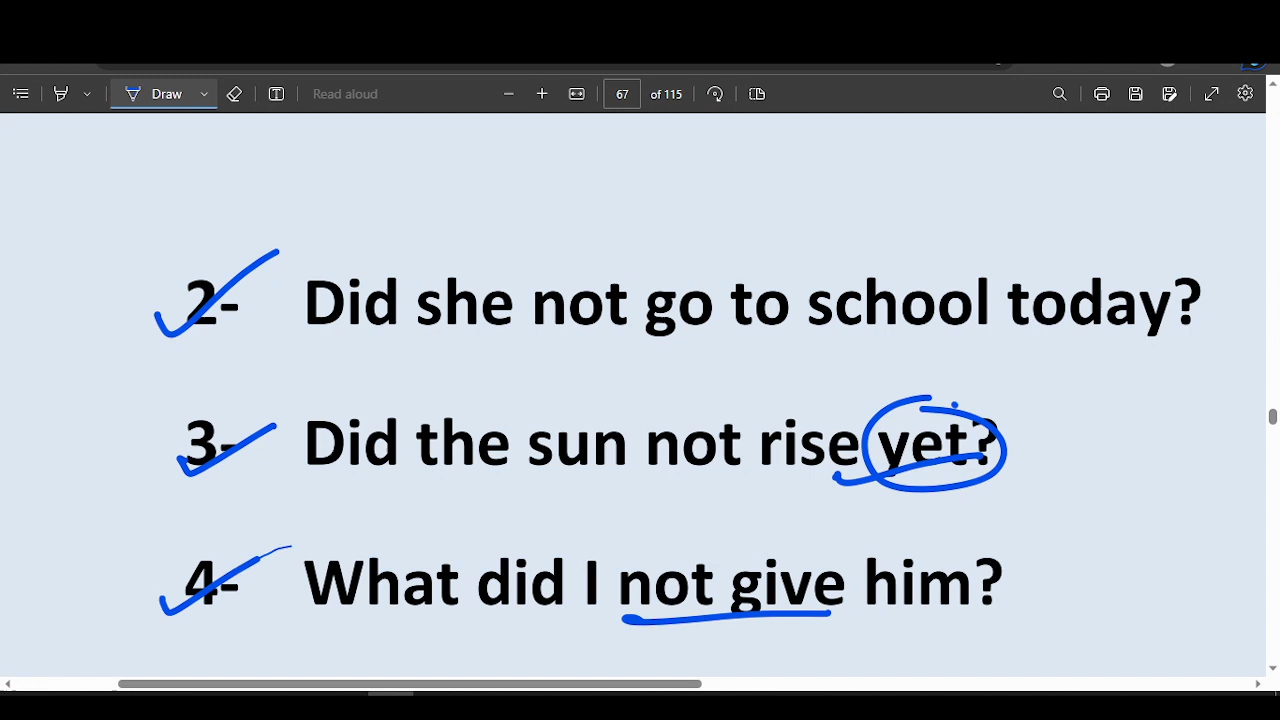 Draw
Read aloud
67 of 115
2- Did she not go to school today?
3- Did the sun not rise yet?
4- What did I not give him?